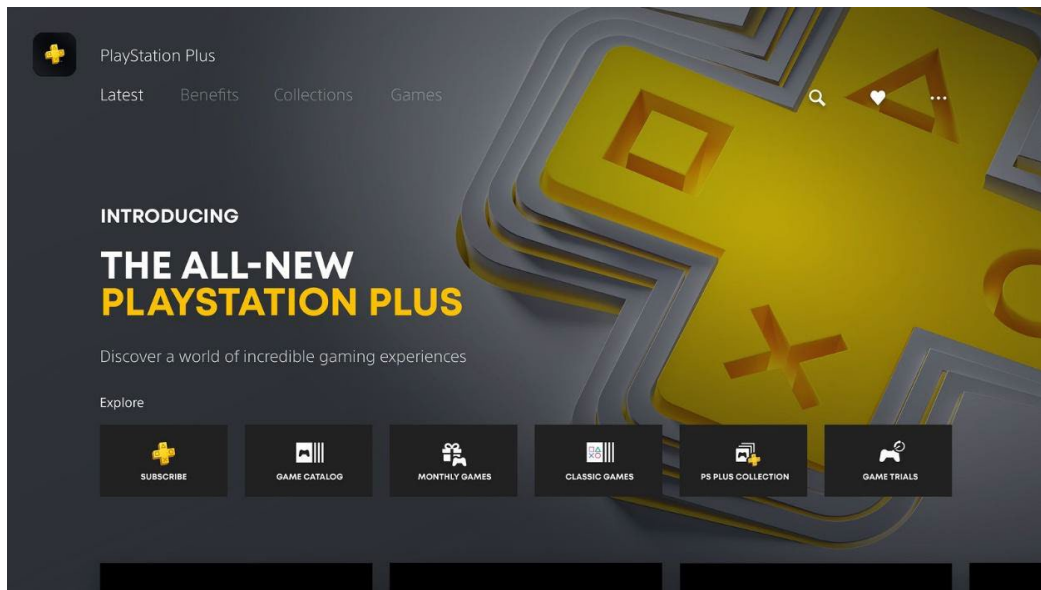 PlayStation Plus
Latest Benefits Collections Games
INTRODUCING
THE ALL-NEW
PLAYSTATION PLUS
Discover a world of incredible gaming experiences
Explore
SUBSCRIBE
GAME CATALOG
MONTHLY GAMES
CLASSIC GAMES
PS PLUS COLLECTION
GAME TRIALS